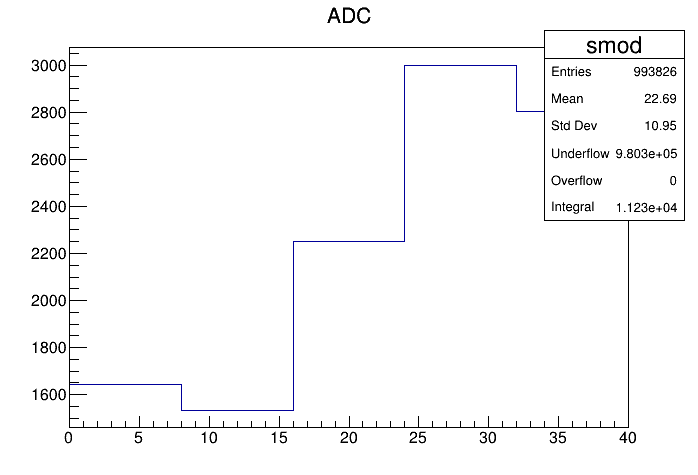 ADC
smod
Entries 993826
Mean 22.69
Std Dev 10.95
Underflow 9.803e+05
Overflow 0
Integral 1.123e+04
3000
2800
2600
2400
2200
2000
1800
1600
0 5 10 15 20 25 30 35 40